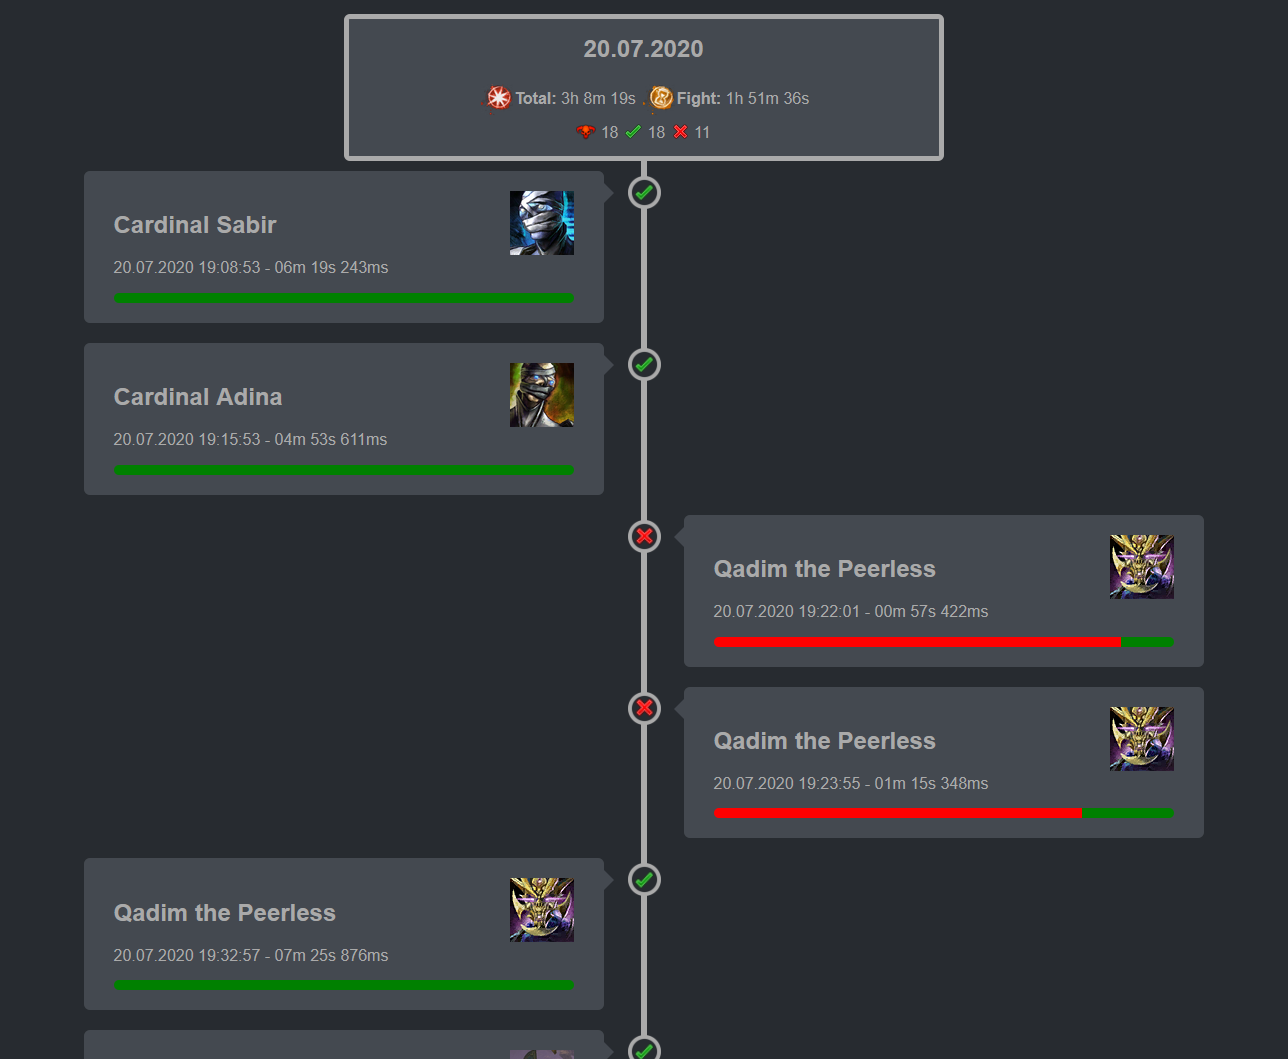 20.07.2020
Total: 3h 8m 19s Fight: 1h 51m 36s
18 18 11
Cardinal Sabir
20.07.2020 19:08:53 - 06m 19s 243ms
Cardinal Adina
20.07.2020 19:15:53 - 04m 53s 611ms
Qadim the Peerless
20.07.2020 19:22:01 - 00m 57s 422ms
Qadim the Peerless
20.07.2020 19:23:55 - 01m 15s 348ms
Qadim the Peerless
20.07.2020 19:32:57 - 07m 25s 876ms